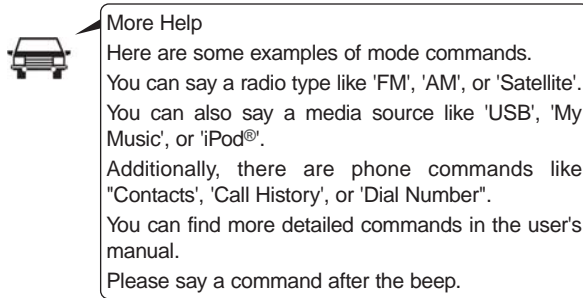 More Help
Here are some examples of mode commands.
You can say a radio type like 'FM', 'AM', or 'Satellite'.
You can also say a media source like 'USB', 'My
Music', or 'iPod®'.
Additionally, there are phone commands like
"Contacts', 'Call History', or 'Dial Number".
You can find more detailed commands in the user's
manual.
Please say a command after the beep.